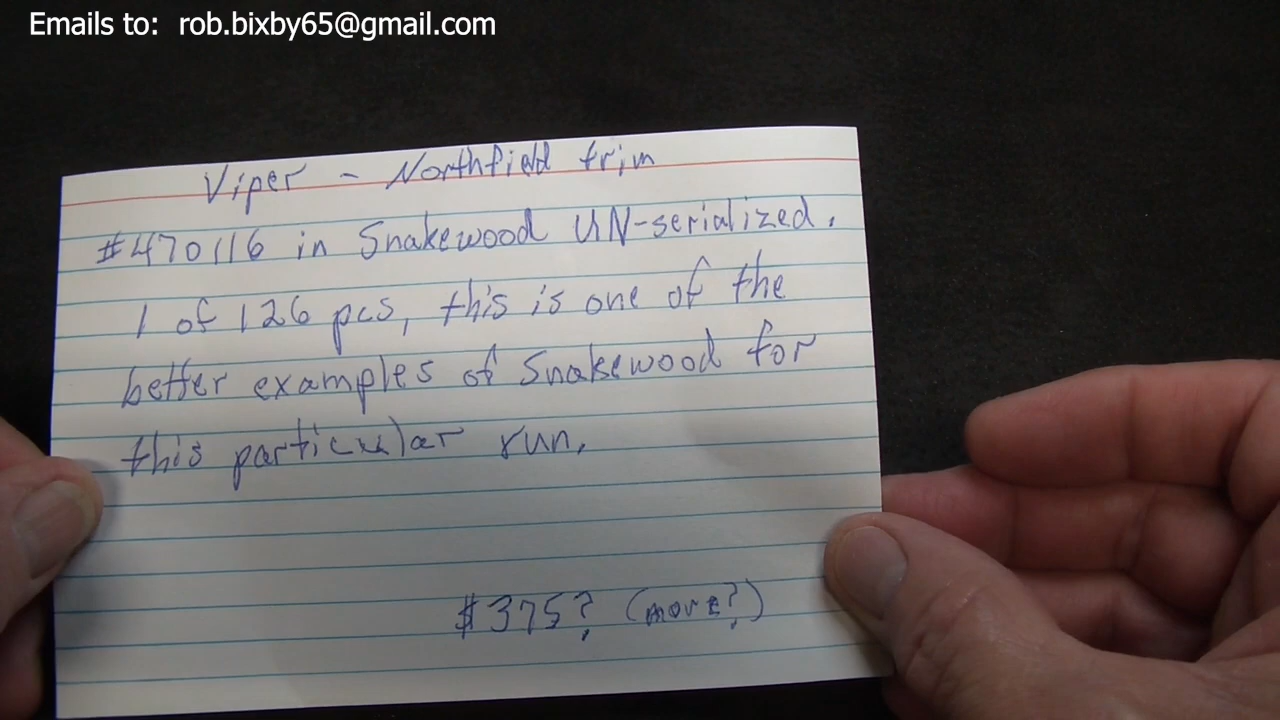 Emails to: rob.bixby65@gmail.com
Viper - Northfield trim
#470116 in Snakewood UN-serialized.
1 of 126 pcs, this is one of the
better examples of Snakewood for
this particular run.
$375? (more?)